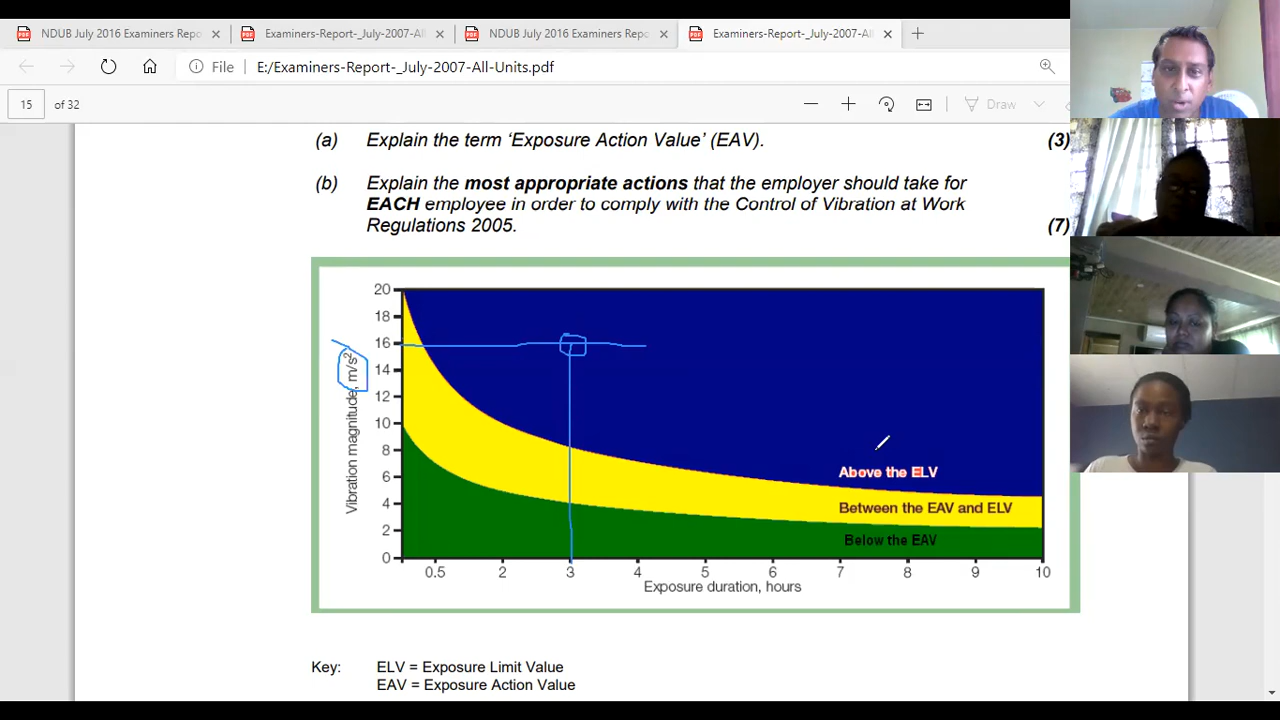 NDUB July 2016 Examiners Repo
Examiners-Report-_July-2007-All-
NDUB July 2016 Examiners Repo
Examiners-Report-_July-2007-All-
File E:/Examiners-Report-_July-2007-All-Units.pdf
15 of 32
Draw
(a) Explain the term ‘Exposure Action Value’ (EAV). (3)
(b) Explain the most appropriate actions that the employer should take for
EACH employee in order to comply with the Control of Vibration at Work
Regulations 2005. (7)
Vibration magnitude, m/s²
20
18
16
14
12
10
8
6
4
2
0
Above the ELV
Between the EAV and ELV
Below the EAV
0.5 2 3 4 5 6 7 8 9 10
Exposure duration, hours
Key: ELV = Exposure Limit Value
EAV = Exposure Action Value